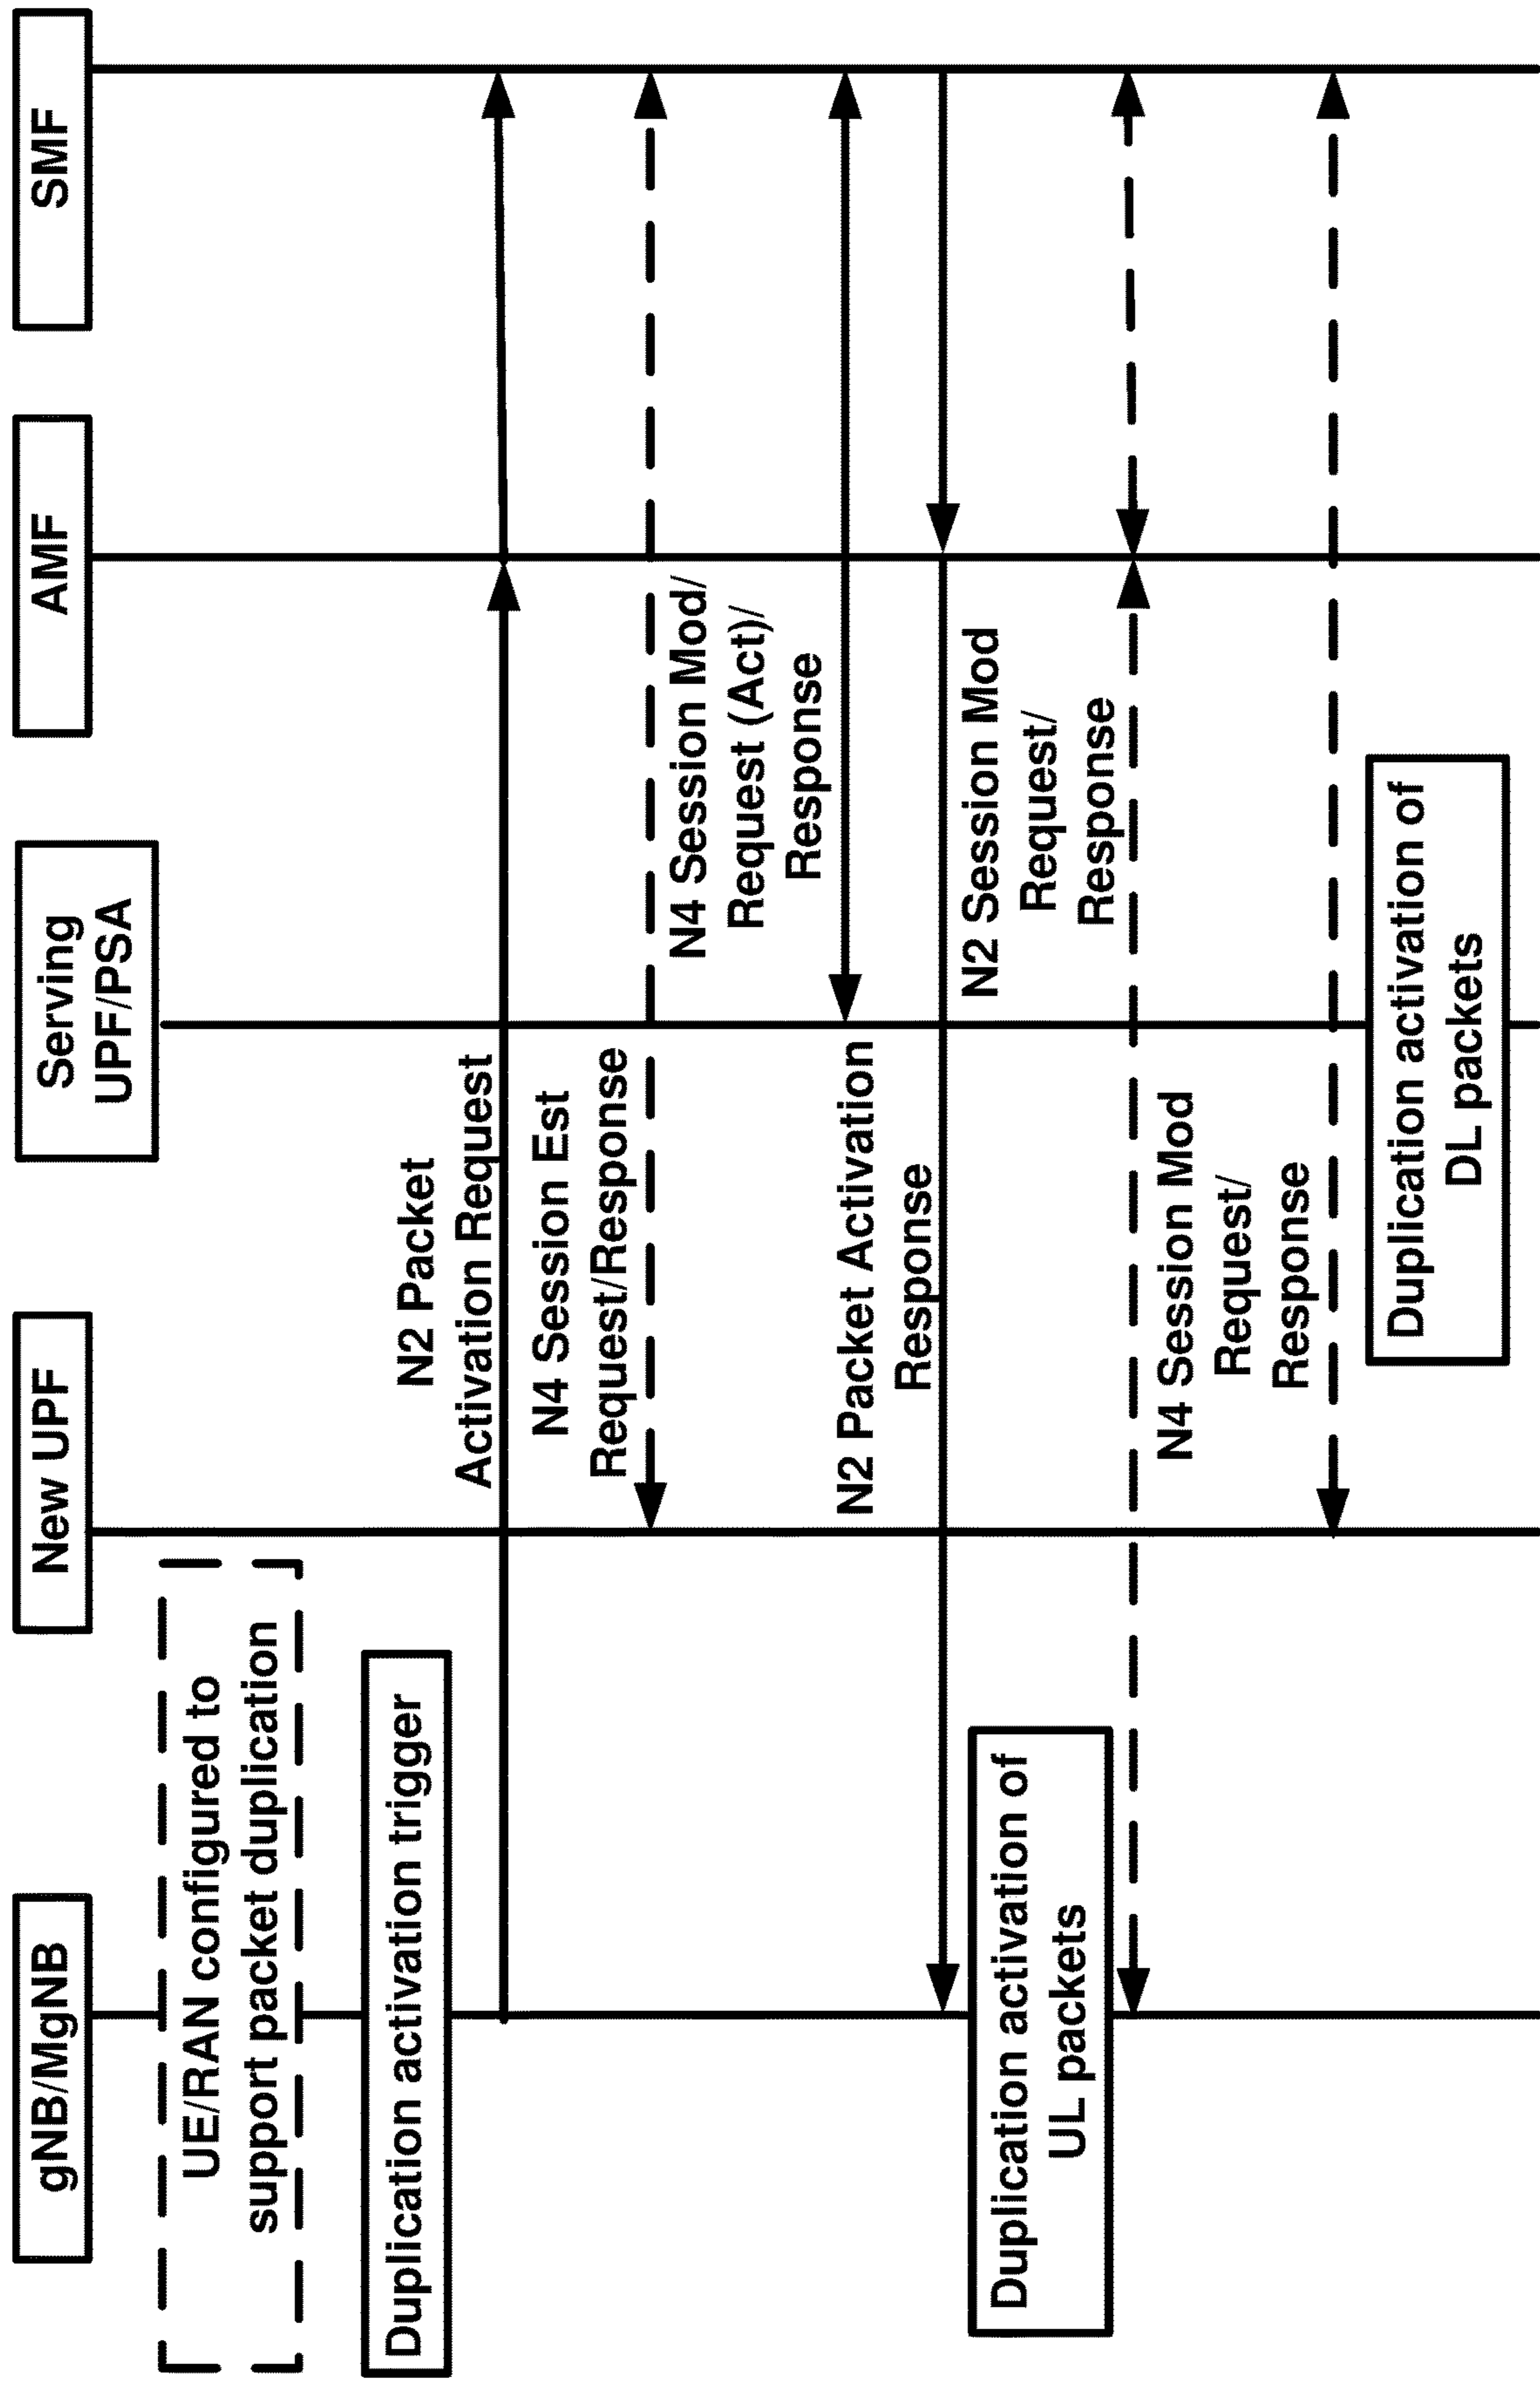 gNB/MgNB
New UPF
Serving
UPF/PSA
AMF
SMF
UE/RAN configured to
support packet duplication
Duplication activation trigger
N2 Packet
Activation Request
N4 Session Est
Request/Response
N4 Session Mod/
Request (Act)/
Response
N2 Packet Activation
Response
Duplication activation of
UL packets
N2 Session Mod
Request/
Response
N4 Session Mod
Request/
Response
Duplication activation of
DL packets